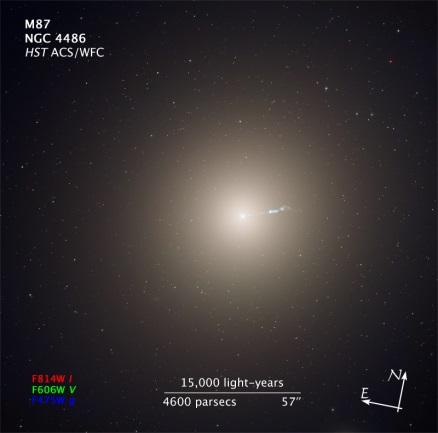 M87
NGC 4486
HST ACS/WFC
F814W I
F606W V
F475W g
15,000 light-years
4600 parsecs 57"
N
E